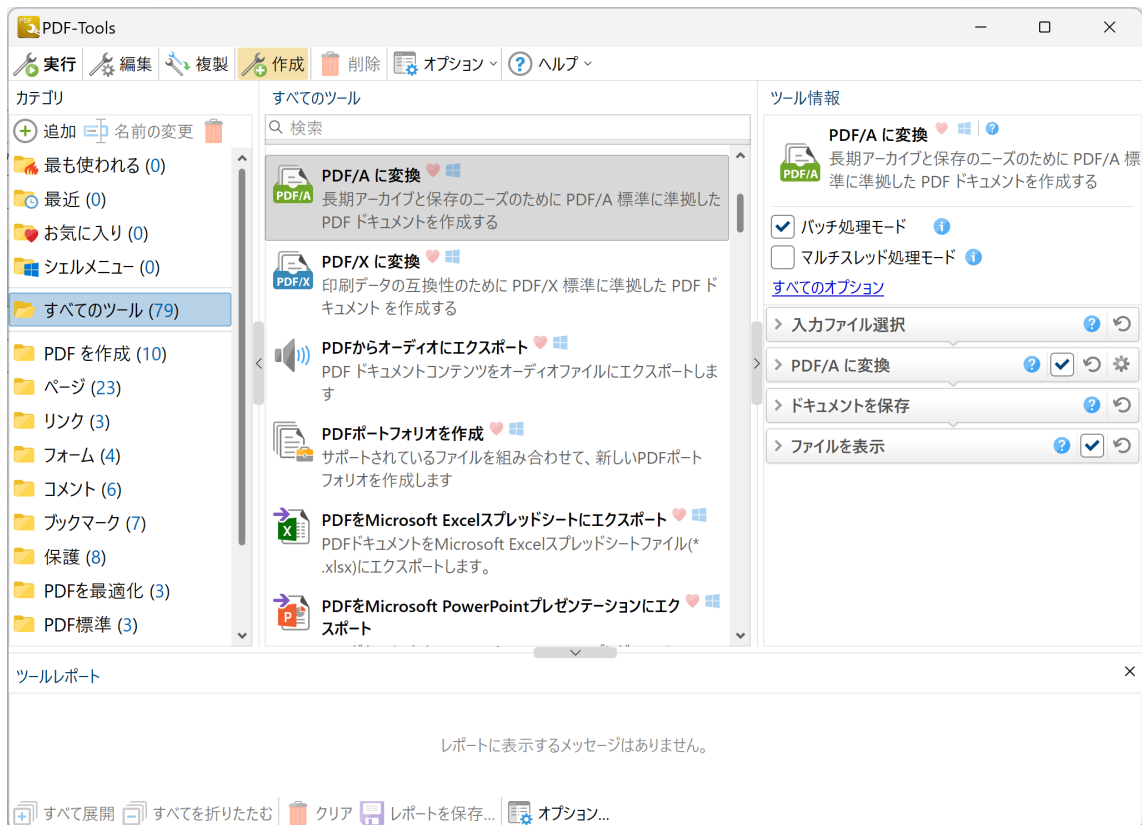 PDF-Tools
実行 編集 複製 作成 削除 オプション ヘルプ
カテゴリ
追加 名前の変更
最も使われる (0)
最近 (0)
お気に入り (0)
シェルメニュー (0)
すべてのツール (79)
PDF を作成 (10)
ページ (23)
リンク (3)
フォーム (4)
コメント (6)
ブックマーク (7)
保護 (8)
PDFを最適化 (3)
PDF標準 (3)
すべてのツール
検索
PDF/A に変換
長期アーカイブと保存のニーズのために PDF/A 標準に準拠した
PDF ドキュメントを作成する
PDF/X に変換
印刷データの互換性のために PDF/X 標準に準拠した PDF ド
キュメント を作成する
PDFからオーディオにエクスポート
PDF ドキュメントコンテンツをオーディオファイルにエクスポートしま
す
PDFポートフォリオを作成
サポートされているファイルを組み合わせて、新しいPDFポート
フォリオを作成します
PDFをMicrosoft Excelスプレッドシートにエクスポート
PDFドキュメントをMicrosoft Excelスプレッドシートファイル(*
.xlsx)にエクスポートします。
PDFをMicrosoft PowerPointプレゼンテーションにエク
スポート
ツール情報
PDF/A に変換
長期アーカイブと保存のニーズのために PDF/A 標
準に準拠した PDF ドキュメントを作成する
バッチ処理モード
マルチスレッド処理モード
すべてのオプション
入力ファイル選択
PDF/A に変換
ドキュメントを保存
ファイルを表示
ツールレポート
レポートに表示するメッセージはありません。
すべて展開 すべてを折りたたむ クリア レポートを保存... オプション...